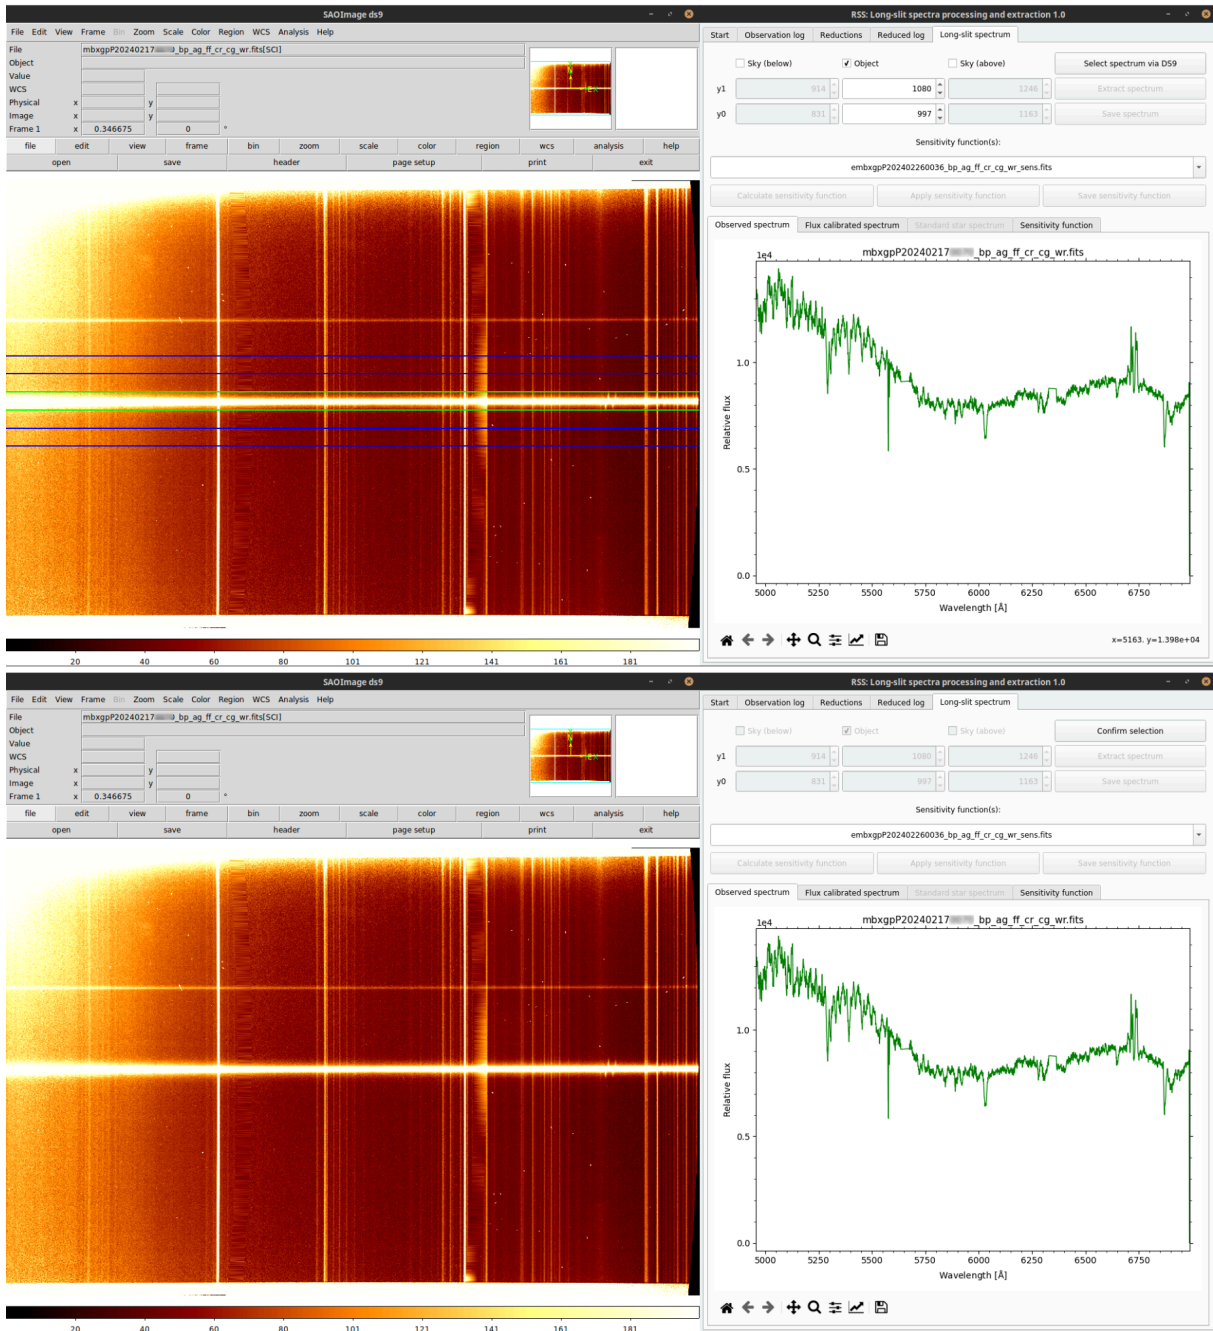 SAOImage ds9
File Edit View Frame Bin Zoom Scale Color Region WCS Analysis Help
File mbxgpP20240217 _bp_ag_ff_cr_cg_wr.fits[SCI]
Object
Value
WCS
Physical x y
Image x y
Frame 1 x 0.346675 0 °
file edit view frame bin zoom scale color region wcs analysis help
open save header page setup print exit
20 40 60 80 101 121 141 161 181
RSS: Long-slit spectra processing and extraction 1.0
Start Observation log Reductions Reduced log Long-slit spectrum
Sky (below) Object Sky (above) Select spectrum via DS9
y1 914 1080 1246 Extract spectrum
y0 831 997 1163 Save spectrum
Sensitivity function(s):
embxgpP202402260036_bp_ag_ff_cr_cg_wr_sens.fits
Calculate sensitivity function Apply sensitivity function Save sensitivity function
Observed spectrum Flux calibrated spectrum Standard star spectrum Sensitivity function
mbxgpP20240217 _bp_ag_ff_cr_cg_wr.fits
1e4
1.0
0.5
0.0
Relative flux
5000 5250 5500 5750 6000 6250 6500 6750
Wavelength [Å]
x=5163. y=1.398e+04
SAOImage ds9
File Edit View Frame Bin Zoom Scale Color Region WCS Analysis Help
File mbxgpP20240217 _bp_ag_ff_cr_cg_wr.fits[SCI]
Object
Value
WCS
Physical x y
Image x y
Frame 1 x 0.346675 0 °
file edit view frame bin zoom scale color region wcs analysis help
open save header page setup print exit
20 40 60 80 101 121 141 161 181
RSS: Long-slit spectra processing and extraction 1.0
Start Observation log Reductions Reduced log Long-slit spectrum
Sky (below) Object Sky (above) Confirm selection
y1 914 1080 1246 Extract spectrum
y0 831 997 1163 Save spectrum
Sensitivity function(s):
embxgpP202402260036_bp_ag_ff_cr_cg_wr_sens.fits
Calculate sensitivity function Apply sensitivity function Save sensitivity function
Observed spectrum Flux calibrated spectrum Standard star spectrum Sensitivity function
mbxgpP20240217 _bp_ag_ff_cr_cg_wr.fits
1e4
1.0
0.5
0.0
Relative flux
5000 5250 5500 5750 6000 6250 6500 6750
Wavelength [Å]